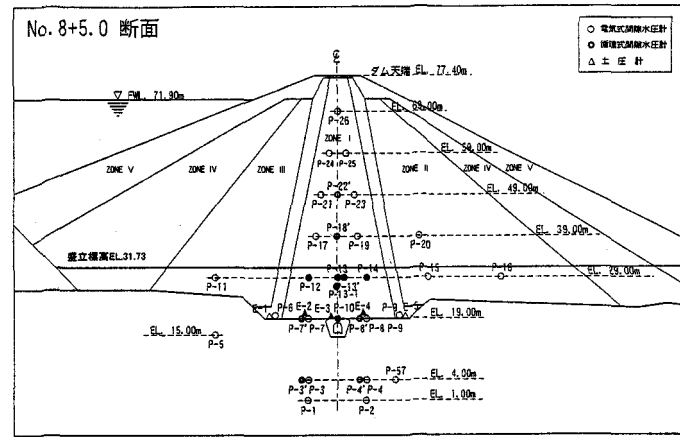 No. 8+5.0 断面
○ 電気式間隙水圧計
循環式間隙水圧計
△ 土圧計
℄
ダム天端 EL. 77.40m
▽ FWL. 71.90m
P-26
ZONE I
P-24 P-25
ZONE V
ZONE IV
ZONE III
ZONE II
ZONE IV
ZONE V
EL. 59.00m
P-22'
P-21
P-23
EL. 49.00m
P-18'
P-17
P-19
P-20
EL. 39.00m
盛立標高EL.31.73
P-11
P-12
P-13
P-13'
P-13-1
P-14
P-15
P-16
EL. 29.00m
E-1
P-6
E-2
E-3
P-10
E-4
EL. 19.00m
P-7' P-7
P-8' P-8
P-9
EL. 15.00m
P-5
P-57
EL. 4.00m
P-3' P-3
P-4' P-4
EL. 1.00m
P-1
P-2